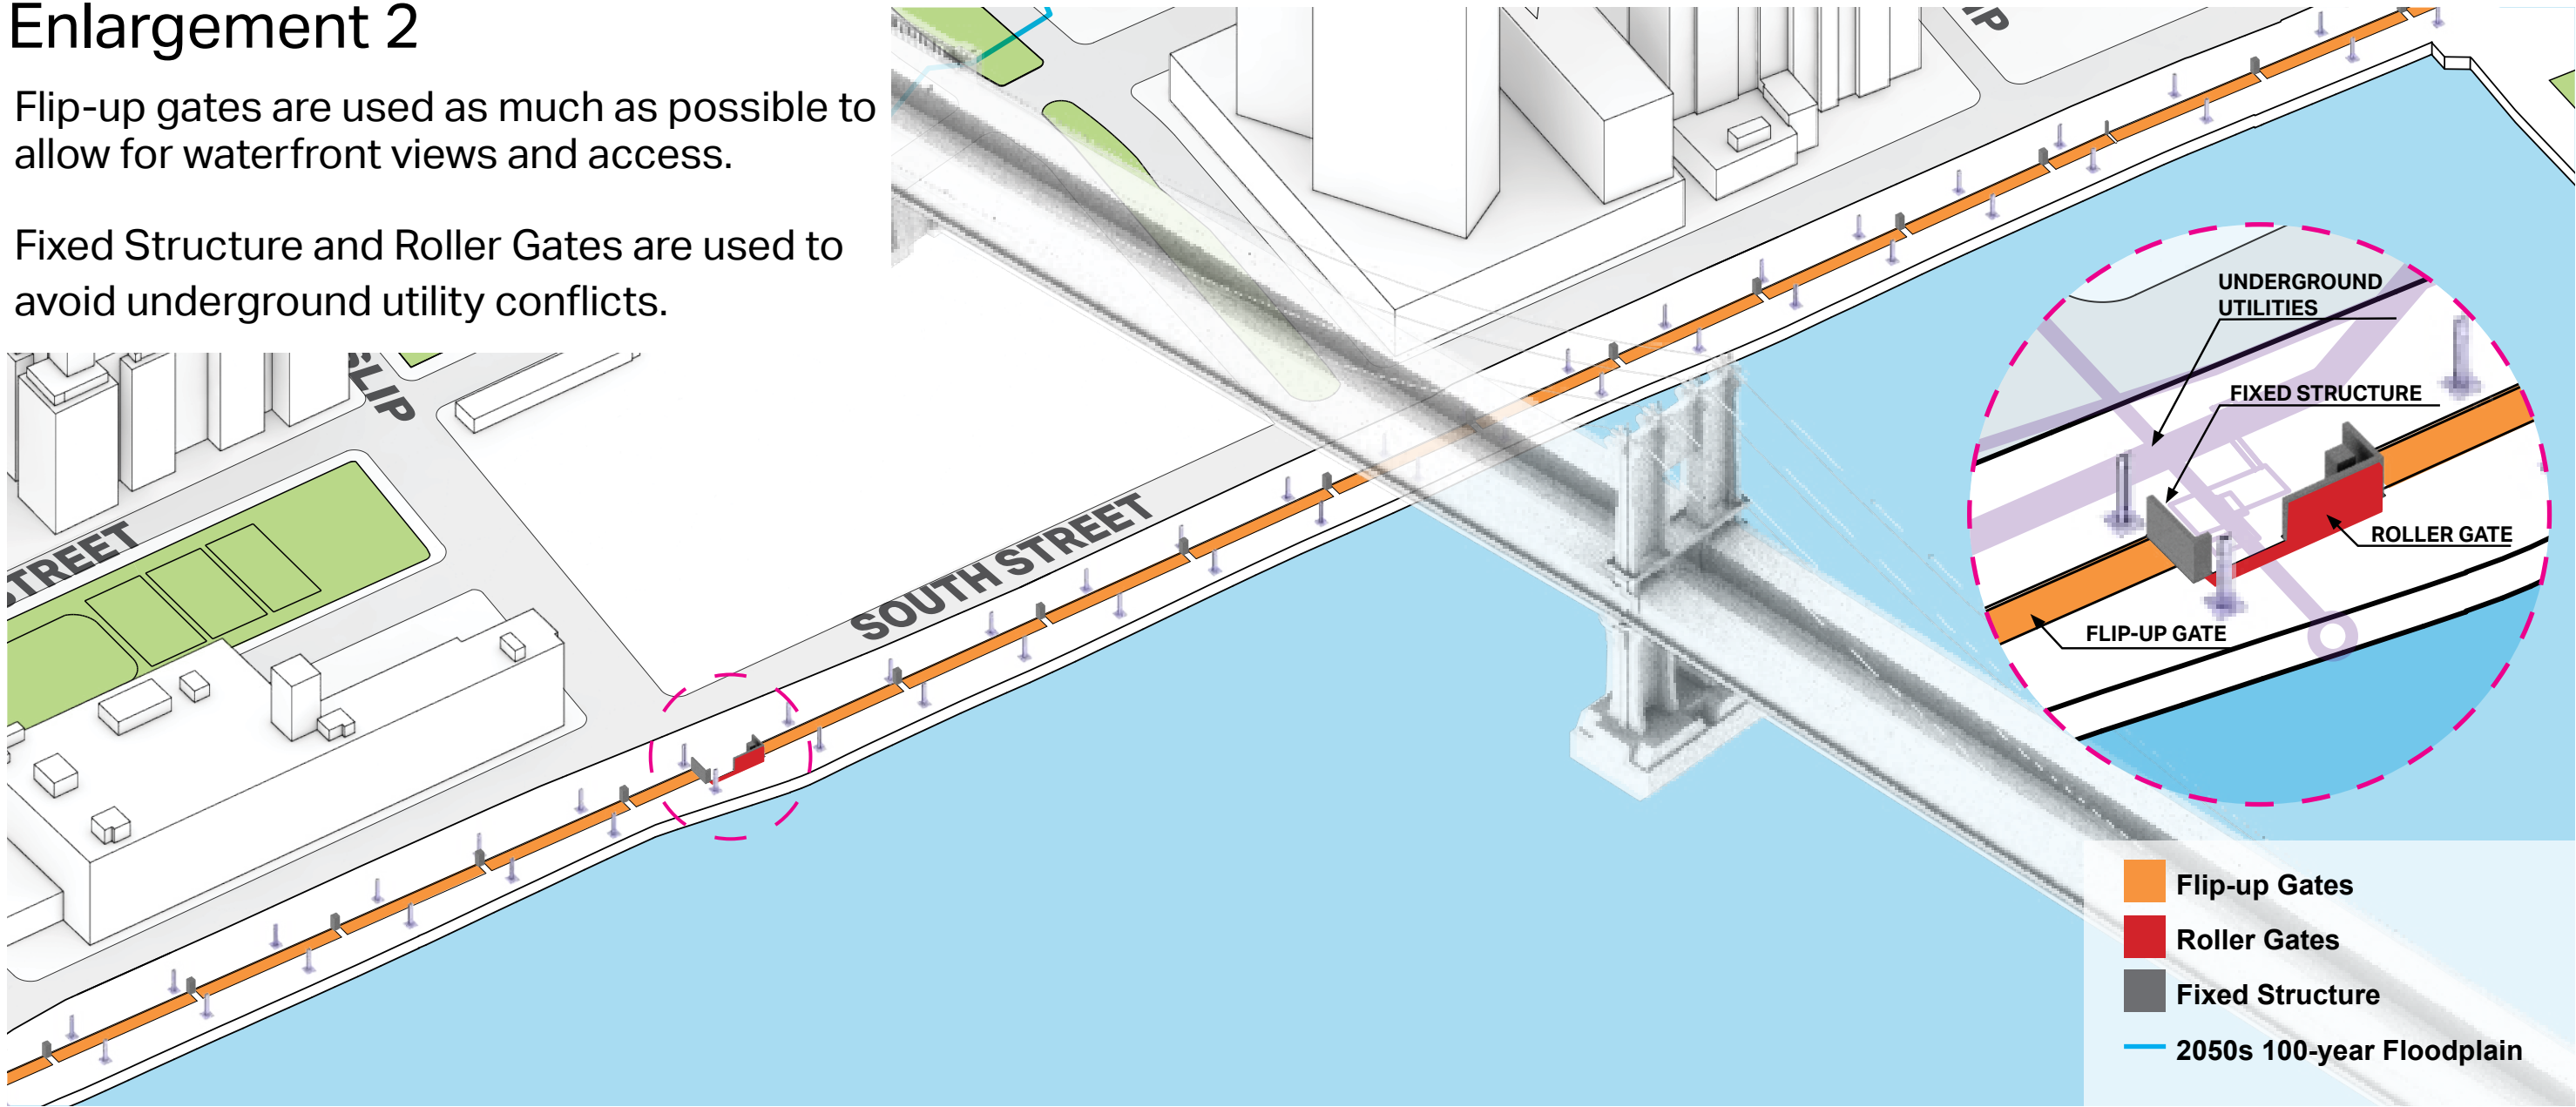 Enlargement 2
Flip-up gates are used as much as possible to
allow for waterfront views and access.
Fixed Structure and Roller Gates are used to
avoid underground utility conflicts.
SLIP
STREET
SOUTH STREET
UNDERGROUND
UTILITIES
FIXED STRUCTURE
ROLLER GATE
FLIP-UP GATE
Flip-up Gates
Roller Gates
Fixed Structure
2050s 100-year Floodplain